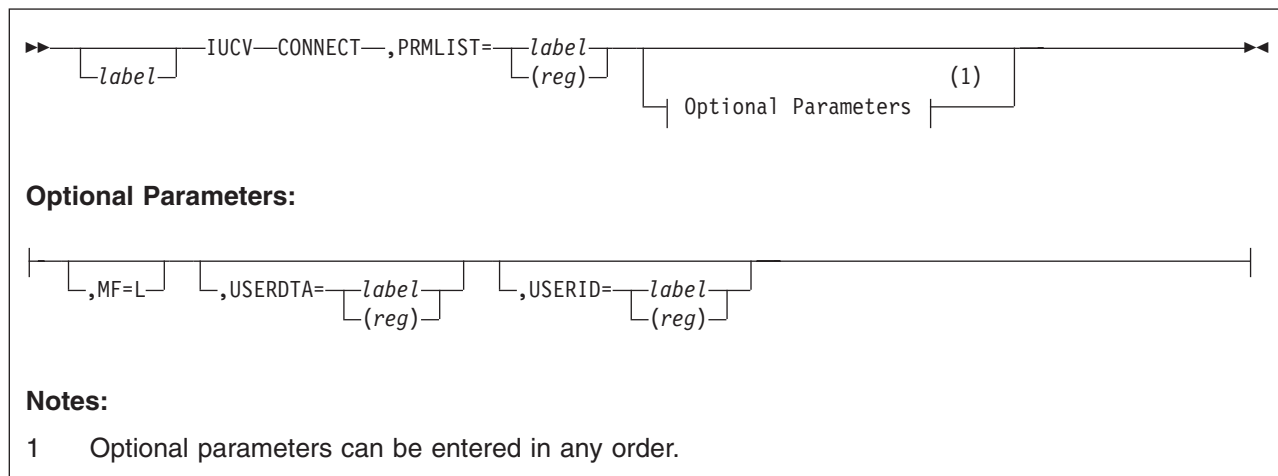 IUCV CONNECT ,PRMLIST= label
label (reg) (1)
Optional Parameters
Optional Parameters:
,MF=L ,USERDTA= label ,USERID= label
(reg) (reg)
Notes:
1 Optional parameters can be entered in any order.